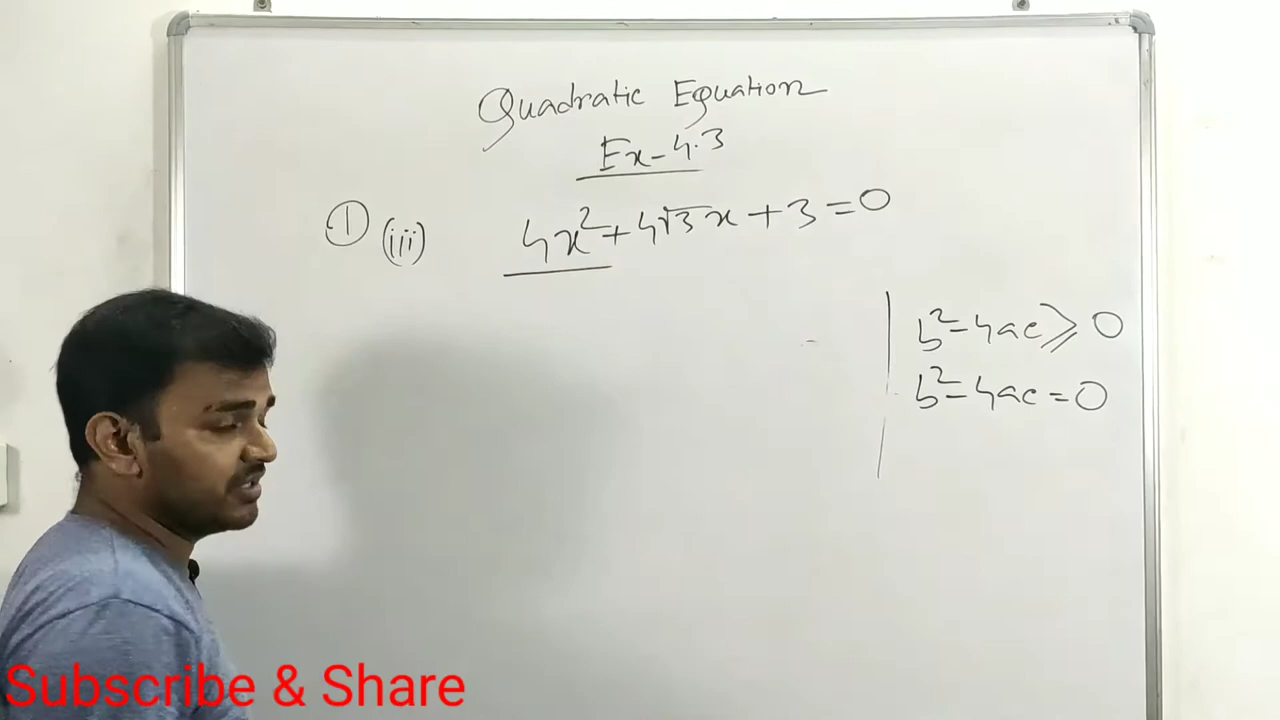 Quadratic Equation
Ex-4.3
① (iii) 4x²+4√3x+3=0
b²-4ac⩾0
b²-4ac=0
Subscribe & Share